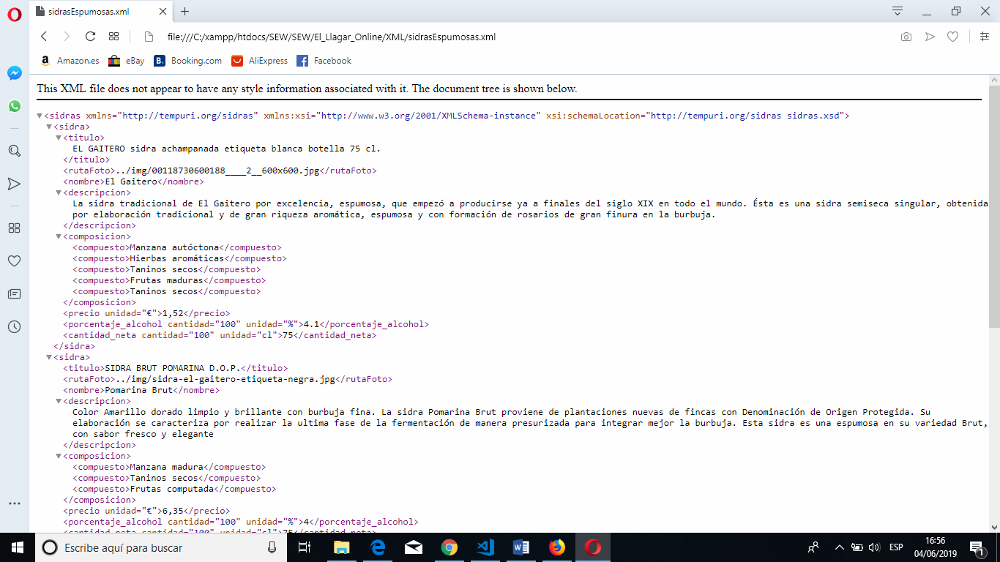 sidrasEspumosas.xml
file:///C:/xampp/htdocs/SEW/SEW/El_Llagar_Online/XML/sidrasEspumosas.xml
a Amazon.es eBay B. Booking.com AliExpress f Facebook
This XML file does not appear to have any style information associated with it. The document tree is shown below.
<sidras xmlns="http://tempuri.org/sidras" xmlns:xsi="http://www.w3.org/2001/XMLSchema-instance" xsi:schemaLocation="http://tempuri.org/sidras sidras.xsd">
<sidra>
<titulo>
EL GAITERO sidra achampanada etiqueta blanca botella 75 cl.
</titulo>
<rutaFoto>../img/00118730600188____2__600x600.jpg</rutaFoto>
<nombre>El Gaitero</nombre>
<descripcion>
La sidra tradicional de El Gaitero por excelencia, espumosa, que empezó a producirse ya a finales del siglo XIX en todo el mundo. Ésta es una sidra semiseca singular, obtenida
por elaboración tradicional y de gran riqueza aromática, espumosa y con formación de rosarios de gran finura en la burbuja.
</descripcion>
<composicion>
<compuesto>Manzana autóctona</compuesto>
<compuesto>Hierbas aromáticas</compuesto>
<compuesto>Taninos secos</compuesto>
<compuesto>Frutas maduras</compuesto>
<compuesto>Taninos secos</compuesto>
</composicion>
<precio unidad="€">1,52</precio>
<porcentaje_alcohol cantidad="100" unidad="%">4.1</porcentaje_alcohol>
<cantidad_neta cantidad="100" unidad="cl">75</cantidad_neta>
</sidra>
<sidra>
<titulo>SIDRA BRUT POMARINA D.O.P.</titulo>
<rutaFoto>../img/sidra-el-gaitero-etiqueta-negra.jpg</rutaFoto>
<nombre>Pomarina Brut</nombre>
<descripcion>
Color Amarillo dorado limpio y brillante con burbuja fina. La sidra Pomarina Brut proviene de plantaciones nuevas de fincas con Denominación de Origen Protegida. Su
elaboración se caracteriza por realizar la ultima fase de la fermentación de manera presurizada para integrar mejor la burbuja. Esta sidra es una espumosa en su variedad Brut,
con sabor fresco y elegante
</descripcion>
<composicion>
<compuesto>Manzana madura</compuesto>
<compuesto>Taninos secos</compuesto>
<compuesto>Frutas computada</compuesto>
</composicion>
<precio unidad="€">6,35</precio>
<porcentaje_alcohol cantidad="100" unidad="%">4</porcentaje_alcohol>
<cantidad_neta cantidad="100" unidad="cl">75</cantidad_neta>
Escribe aquí para buscar
ESP
16:56
04/06/2019
1